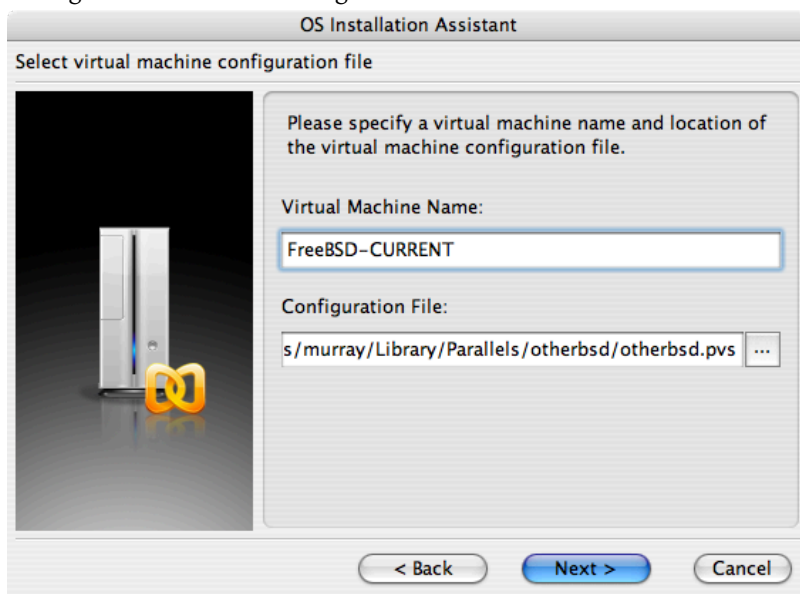 OS Installation Assistant
Select virtual machine configuration file
Please specify a virtual machine name and location of
the virtual machine configuration file.
Virtual Machine Name:
FreeBSD-CURRENT
Configuration File:
s/murray/Library/Parallels/otherbsd/otherbsd.pvs ...
< Back Next > Cancel